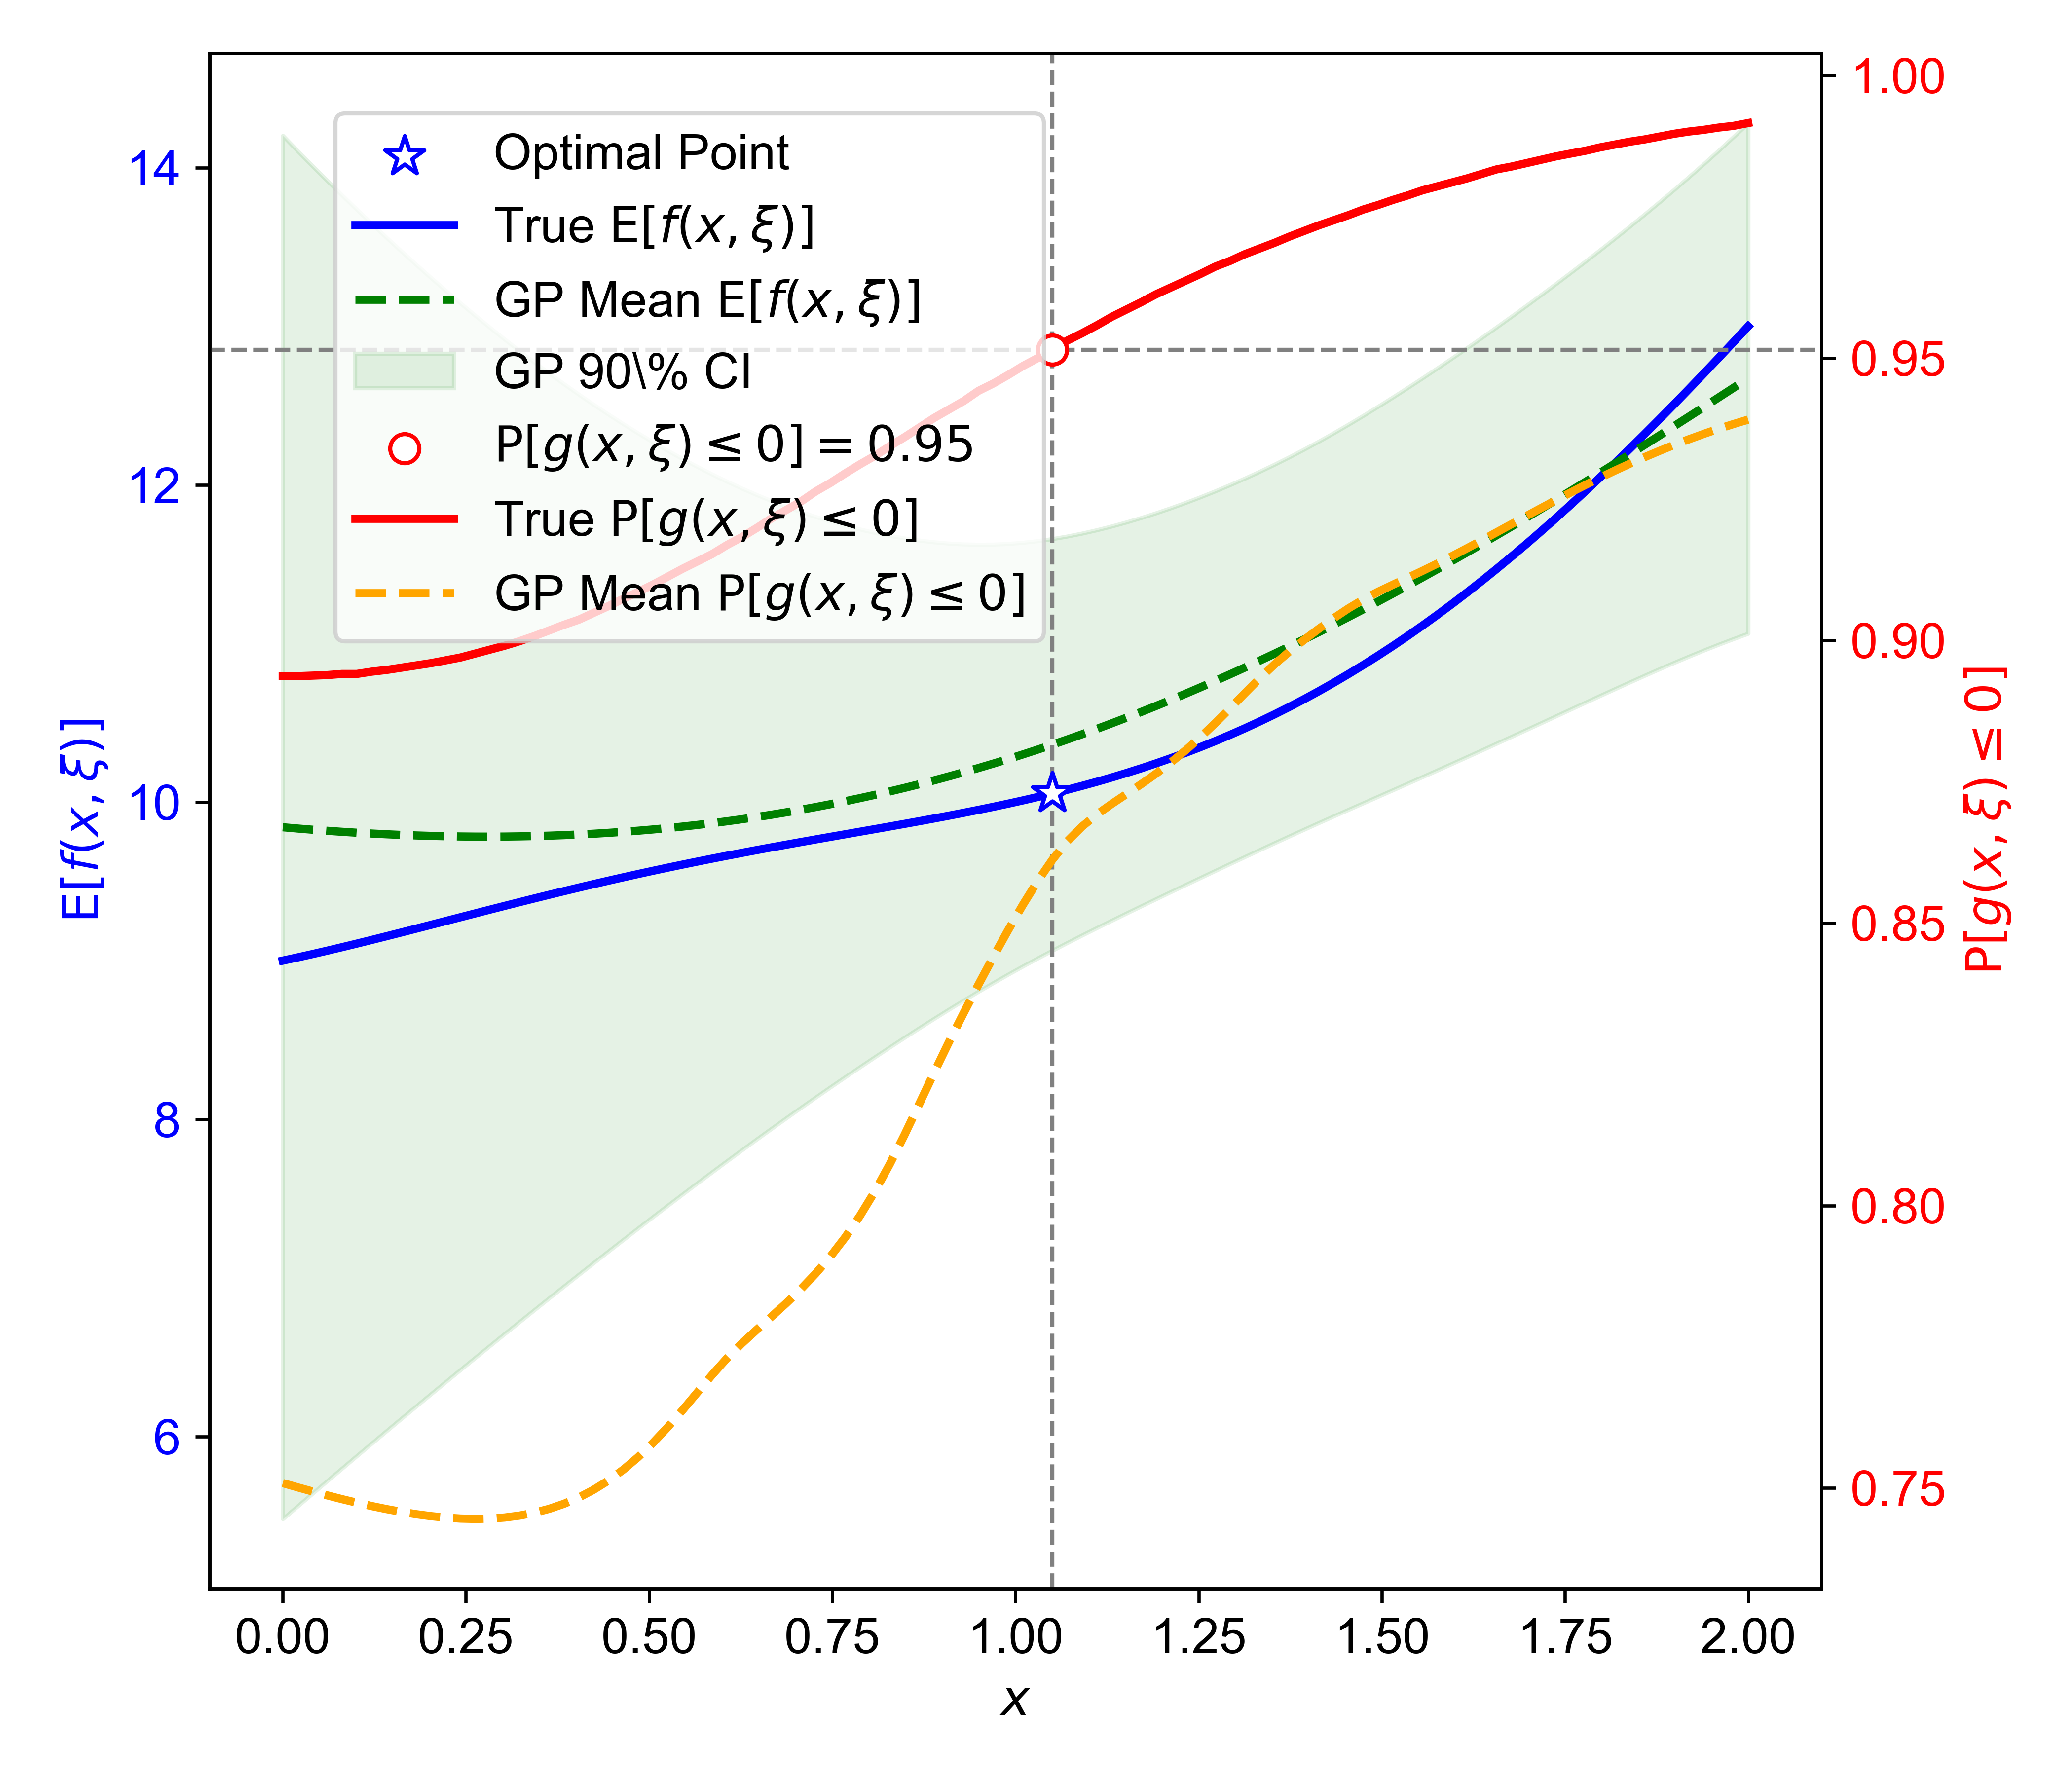 Optimal Point
True E[f(x, ξ)]
GP Mean E[f(x, ξ)]
GP 90\% CI
P[g(x, ξ) ≤ 0] = 0.95
True P[g(x, ξ) ≤ 0]
GP Mean P[g(x, ξ) ≤ 0]
E[f(x, ξ)]
14
12
10
8
6
P[g(x, ξ) ≤ 0]
1.00
0.95
0.90
0.85
0.80
0.75
0.00 0.25 0.50 0.75 1.00 1.25 1.50 1.75 2.00
x